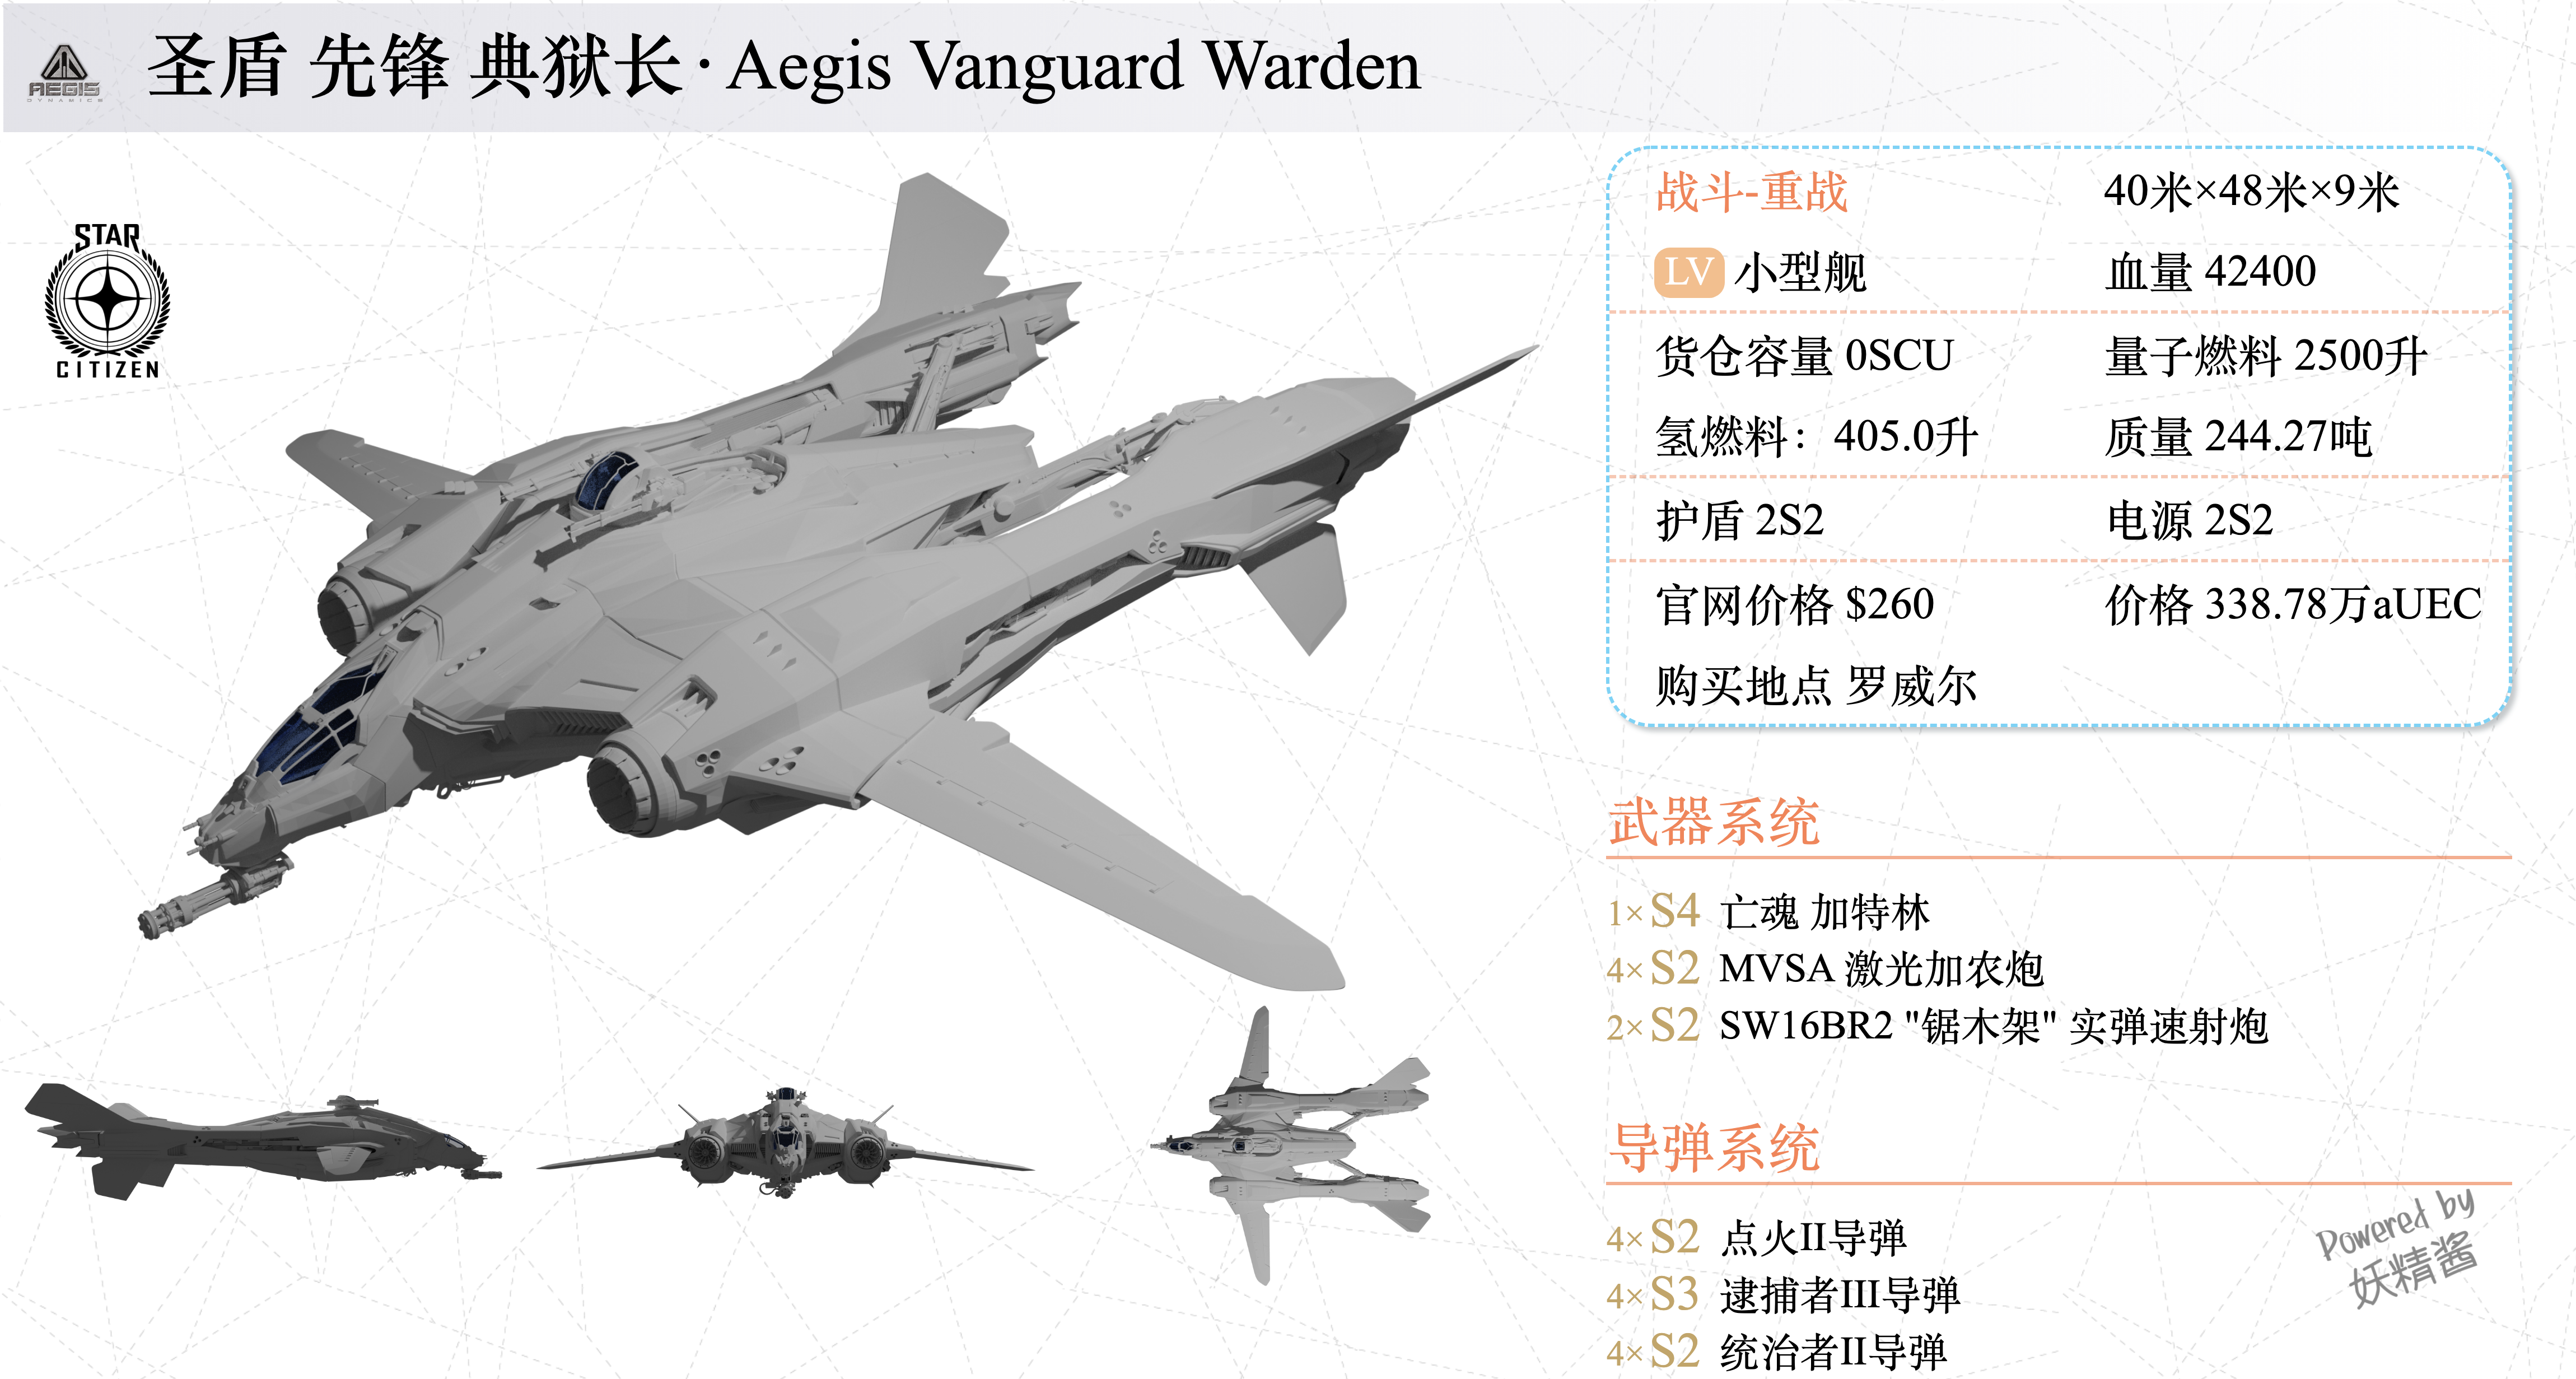 AEGIS
DYNAMICS
圣盾 先锋 典狱长·Aegis Vanguard Warden
STAR
CITIZEN
战斗-重战
40米×48米×9米
LV 小型舰
血量 42400
货仓容量 0SCU
量子燃料 2500升
氢燃料：405.0升
质量 244.27吨
护盾 2S2
电源 2S2
官网价格 $260
价格 338.78万aUEC
购买地点 罗威尔
武器系统
1× S4 亡魂 加特林
4× S2 MVSA 激光加农炮
2× S2 SW16BR2 "锯木架" 实弹速射炮
导弹系统
4× S2 点火II导弹
4× S3 逮捕者III导弹
4× S2 统治者II导弹
Powered by
妖精酱